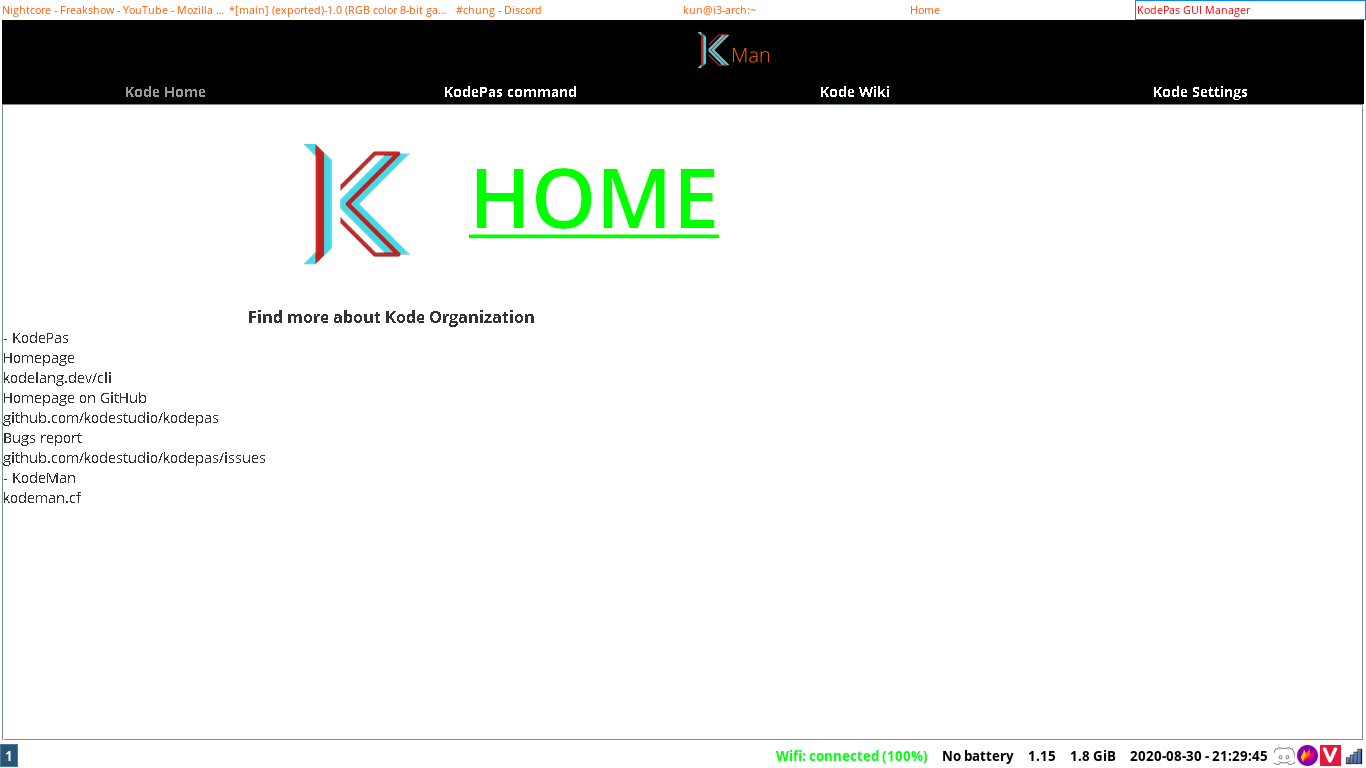 Nightcore - Freakshow - YouTube - Mozilla ... *[main] (exported)-1.0 (RGB color 8-bit ga... #chung - Discord kun@i3-arch:~ Home KodePas GUI Manager
K Man
Kode Home KodePas command Kode Wiki Kode Settings
K HOME
Find more about Kode Organization
- KodePas
Homepage
kodelang.dev/cli
Homepage on GitHub
github.com/kodestudio/kodepas
Bugs report
github.com/kodestudio/kodepas/issues
- KodeMan
kodeman.cf
1 Wifi: connected (100%) No battery 1.15 1.8 GiB 2020-08-30 - 21:29:45 V